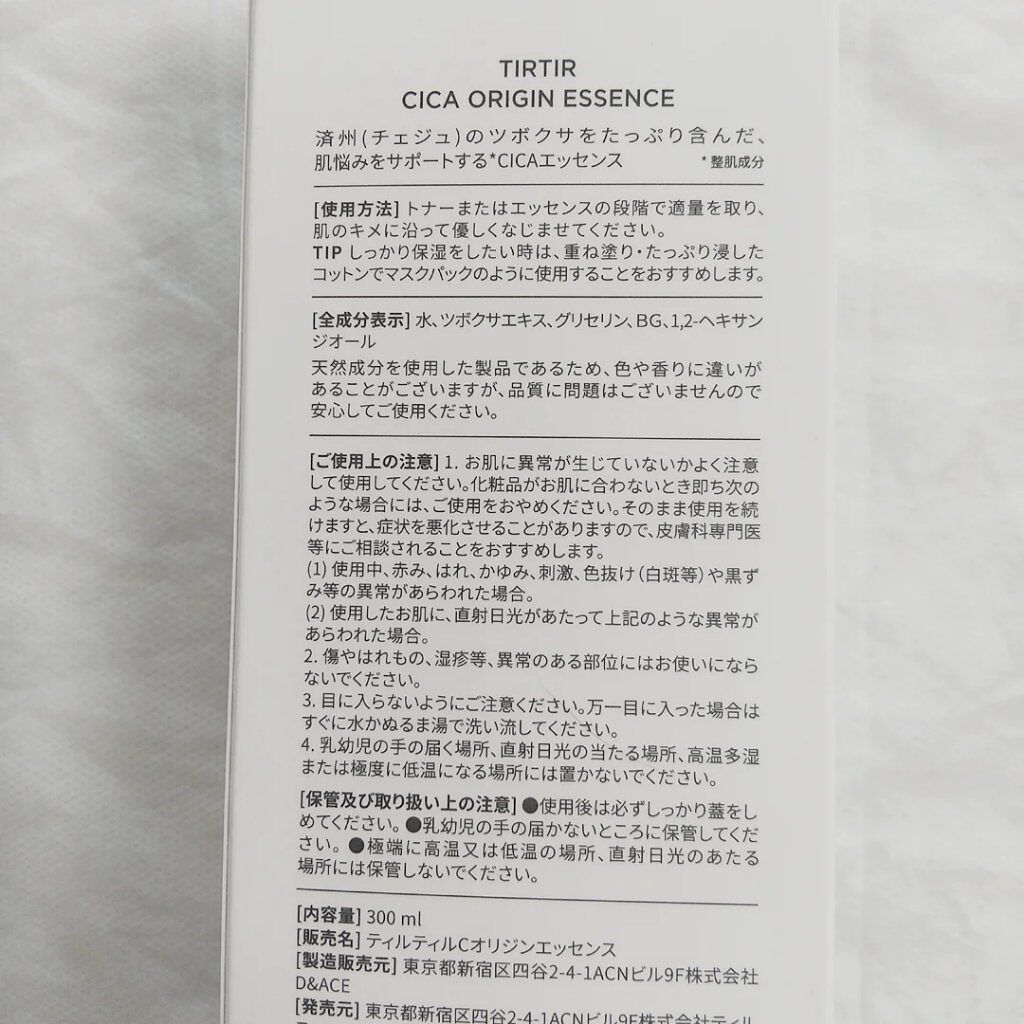 TIRTIR
CICA ORIGIN ESSENCE
済州(チェジュ)のツボクサをたっぷり含んだ、
肌悩みをサポートする*CICAエッセンス *整肌成分
[使用方法] トナーまたはエッセンスの段階で適量を取り、
肌のキメに沿って優しくなじませてください。
TIP しっかり保湿をしたい時は、重ね塗り・たっぷり浸した
コットンでマスクパックのように使用することをおすすめします。
[全成分表示] 水、ツボクサエキス、グリセリン、BG、1,2-ヘキサン
ジオール
天然成分を使用した製品であるため、色や香りに違いが
あることがございますが、品質に問題はございませんので
安心してご使用ください。
[ご使用上の注意] 1. お肌に異常が生じていないかよく注意
して使用してください。化粧品がお肌に合わないとき即ち次の
ような場合には、ご使用をおやめください。そのまま使用を続
けますと、症状を悪化させることがありますので、皮膚科専門医
等にご相談されることをおすすめします。
(1) 使用中、赤み、はれ、かゆみ、刺激、色抜け(白斑等)や黒ず
み等の異常があらわれた場合。
(2) 使用したお肌に、直射日光があたって上記のような異常が
あらわれた場合。
2. 傷やはれもの、湿疹等、異常のある部位にはお使いになら
ないでください。
3. 目に入らないようにご注意ください。万一目に入った場合は
すぐに水かぬるま湯で洗い流してください。
4. 乳幼児の手の届く場所、直射日光の当たる場所、高温多湿
または極度に低温になる場所には置かないでください。
[保管及び取り扱い上の注意] ●使用後は必ずしっかり蓋をし
めてください。●乳幼児の手の届かないところに保管してくだ
さい。●極端に高温又は低温の場所、直射日光のあたる
場所には保管しないでください。
[内容量] 300 ml
[販売名] ティルティルCオリジンエッセンス
[製造販売元] 東京都新宿区四谷2-4-1ACNビル9F株式会社
D&ACE
[発売元] 東京都新宿区四谷2-4-1ACNビル9F株式会社ティル